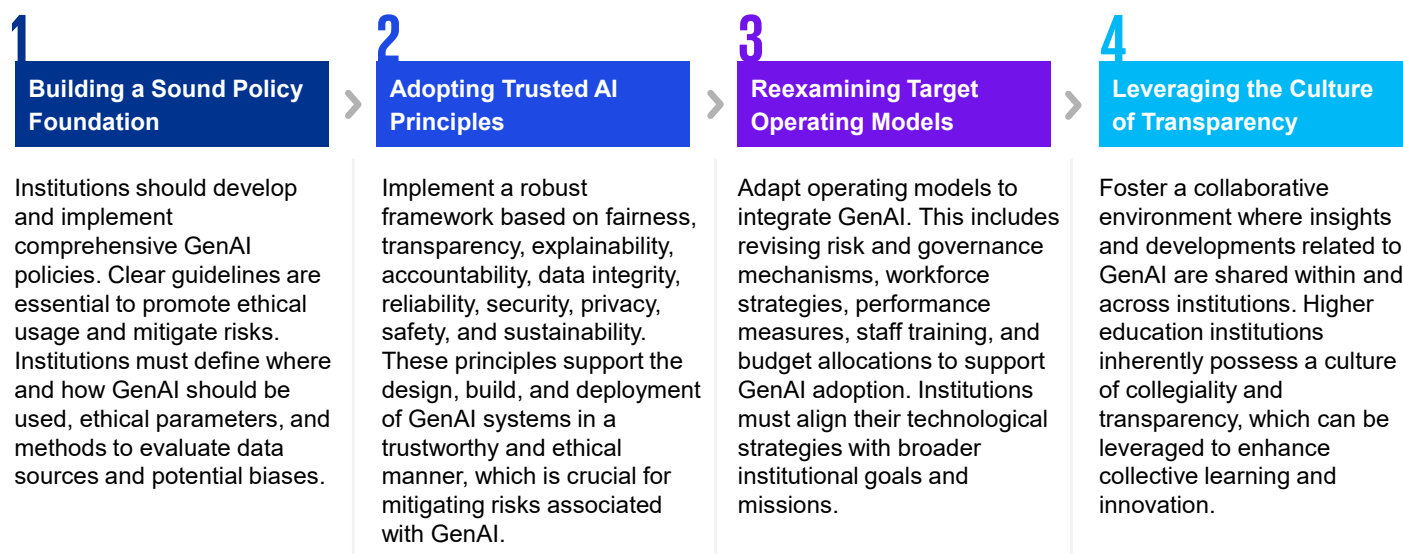 1
Building a Sound Policy
Foundation
Institutions should develop
and implement
comprehensive GenAI
policies. Clear guidelines are
essential to promote ethical
usage and mitigate risks.
Institutions must define where
and how GenAI should be
used, ethical parameters, and
methods to evaluate data
sources and potential biases.
2
Adopting Trusted AI
Principles
Implement a robust
framework based on fairness,
transparency, explainability,
accountability, data integrity,
reliability, security, privacy,
safety, and sustainability.
These principles support the
design, build, and deployment
of GenAI systems in a
trustworthy and ethical
manner, which is crucial for
mitigating risks associated
with GenAI.
3
Reexamining Target
Operating Models
Adapt operating models to
integrate GenAI. This includes
revising risk and governance
mechanisms, workforce
strategies, performance
measures, staff training, and
budget allocations to support
GenAI adoption. Institutions
must align their technological
strategies with broader
institutional goals and
missions.
4
Leveraging the Culture
of Transparency
Foster a collaborative
environment where insights
and developments related to
GenAI are shared within and
across institutions. Higher
education institutions
inherently possess a culture
of collegiality and
transparency, which can be
leveraged to enhance
collective learning and
innovation.